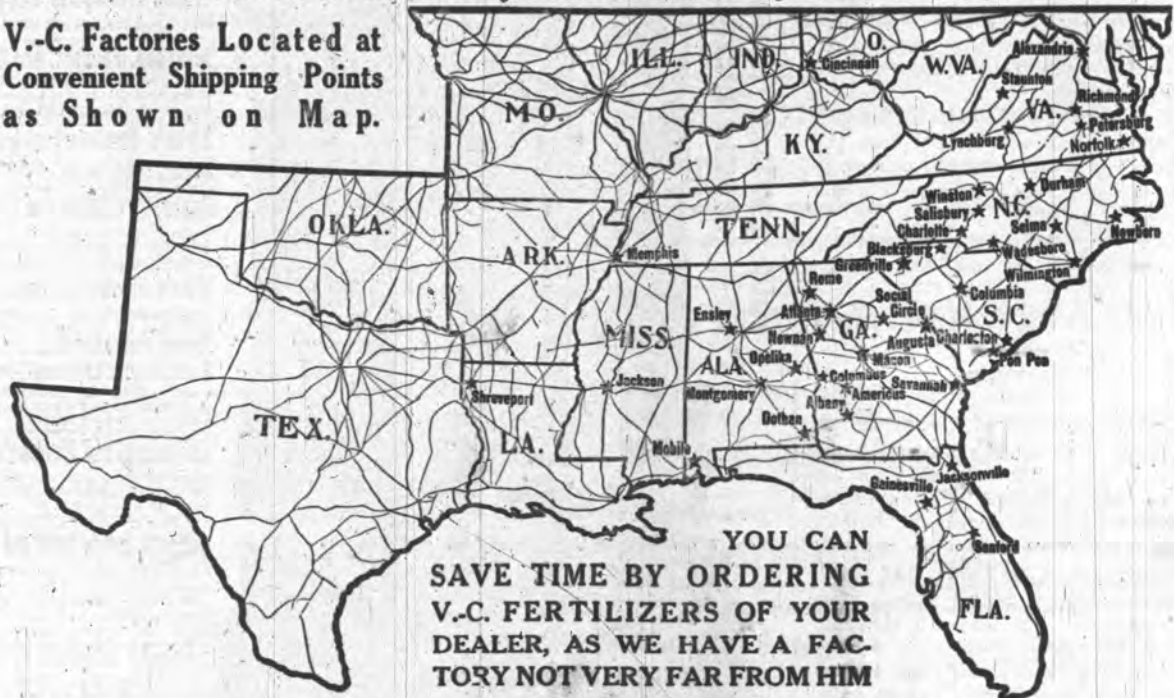 V.-C. Factories Located at
Convenient Shipping Points
as Shown on Map.
ILL.
IND.
O.
Cincinnati
W.VA.
Alexandria
Staunton
Richmond
MO.
VA.
Petersburg
Lynchburg
Norfolk
KY.
Winston
Durham
OKLA.
Salisbury
N.C.
TENN.
Charlotte
Selma
Newbern
ARK.
Memphis
Blacksburg
Wadesboro
Greenville
Wilmington
Rome
Columbia
Social
Circle
S.C.
Ensley
Atlanta
MISS.
GA.
Newnan
Augusta
Charleston
Opelika
Macon
Pon Pon
ALA.
Columbus
Jackson
Savannah
Shreveport
Montgomery
Americus
Albany
TEX.
Dothan
LA.
Mobile
Jacksonville
Gainesville
Sanford
FLA.
YOU CAN
SAVE TIME BY ORDERING
V.-C. FERTILIZERS OF YOUR
DEALER, AS WE HAVE A FAC-
TORY NOT VERY FAR FROM HIM